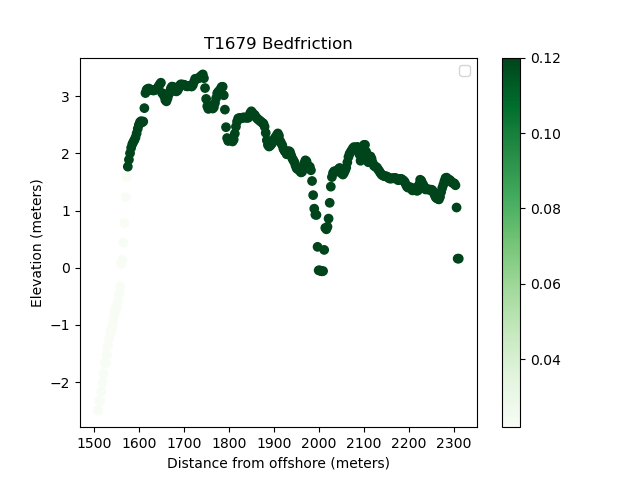 T1679 Bedfriction
3
2
1
0
−1
−2
Elevation (meters)
1500 1600 1700 1800 1900 2000 2100 2200 2300
Distance from offshore (meters)
0.12
0.10
0.08
0.06
0.04